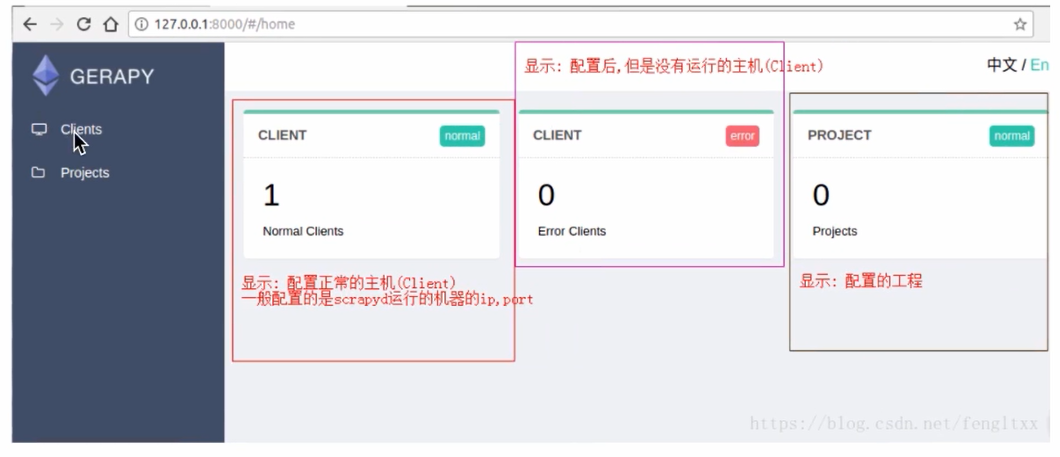 127.0.0.1:8000/#/home
GERAPY
显示: 配置后,但是没有运行的主机(Client)
中文 / En
Clients
Projects
CLIENT normal
1
Normal Clients
显示: 配置正常的主机(Client)
一般配置的是scrapyd运行的机器的ip,port
CLIENT error
0
Error Clients
PROJECT normal
0
Projects
显示: 配置的工程
https://blog.csdn.net/fengltxx